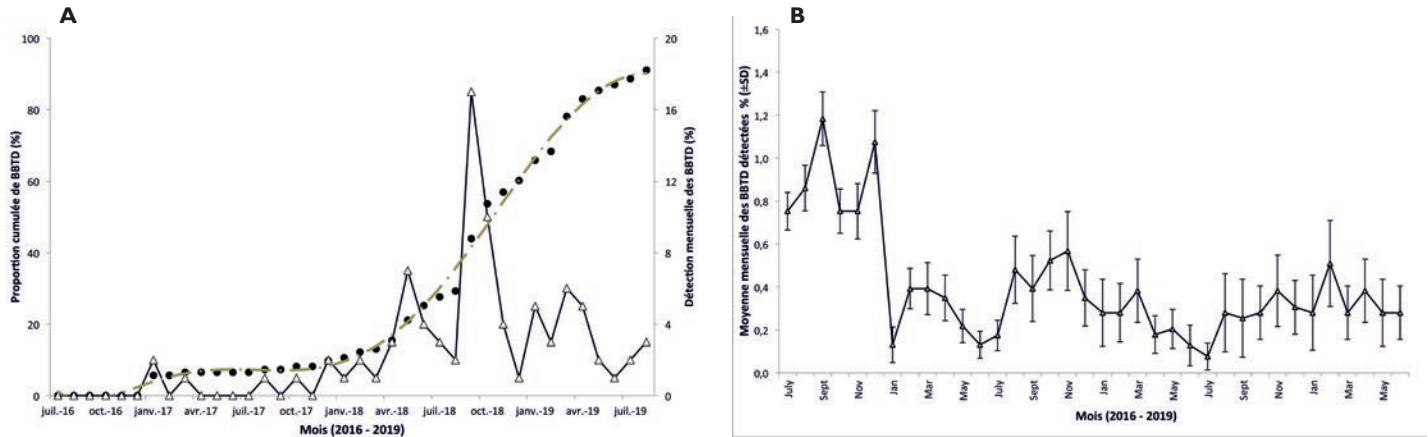 A
100
80
60
40
20
0
Proportion cumulée de BBTD (%)
20
16
12
8
4
0
Détection mensuelle des BBTD (%)
juil.-16 oct.-16 janv.-17 avr.-17 juil.-17 oct.-17 janv.-18 avr.-18 juil.-18 oct.-18 janv.-19 avr.-19 juil.-19
Mois (2016 - 2019)
B
1,6
1,4
1,2
1,0
0,8
0,6
0,4
0,2
0,0
Moyenne mensuelle des BBTD détectées % (±SD)
July Sept Nov Jan Mar May July Sept Nov Jan Mar May July Sept Nov Jan Mar May
Mois (2016 - 2019)